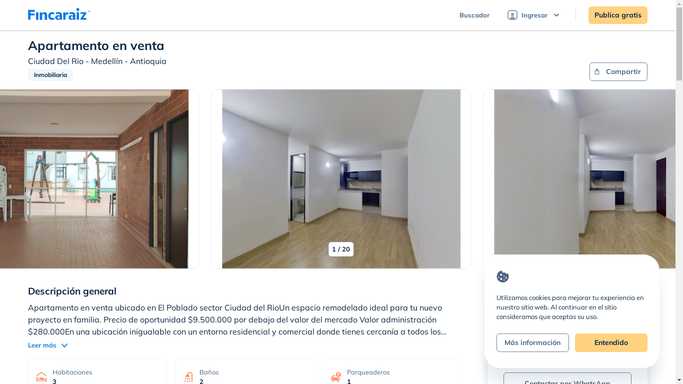 Fincaraiz
Buscador
Ingresar
Publica gratis
Apartamento en venta
Ciudad Del Rio - Medellín - Antioquia
Inmobiliaria
Compartir
1 / 20
Descripción general
Apartamento en venta ubicado en El Poblado sector Ciudad del RioUn espacio remodelado ideal para tu nuevo
proyecto en familia. Precio de oportunidad $9.500.000 por debajo del valor del mercado Valor administración
$280.000En una ubicación inigualable con un entorno residencial y comercial donde tienes cercanía a todos los...
Leer más
Habitaciones
3
Baños
2
Parqueaderos
1
Utilizamos cookies para mejorar tu experiencia en
nuestro sitio web. Al continuar en el sitio
consideramos que aceptas su uso.
Más información
Entendido
Contactar por WhatsApp